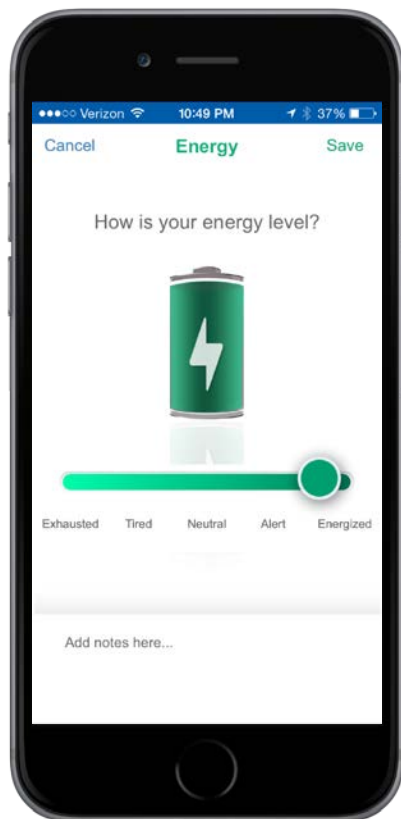 Verizon 10:49 PM 37%
Cancel Energy Save
How is your energy level?
Exhausted Tired Neutral Alert Energized
Add notes here...